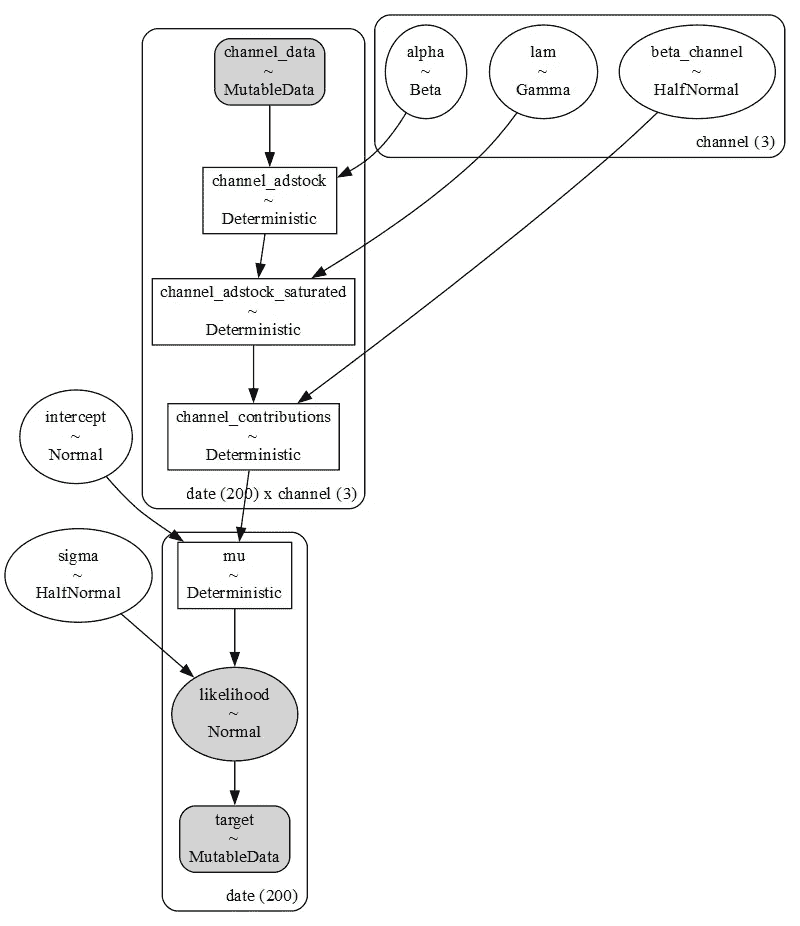 channel_data
~
MutableData
alpha
~
Beta
lam
~
Gamma
beta_channel
~
HalfNormal
channel (3)
channel_adstock
~
Deterministic
channel_adstock_saturated
~
Deterministic
channel_contributions
~
Deterministic
date (200) x channel (3)
intercept
~
Normal
sigma
~
HalfNormal
mu
~
Deterministic
likelihood
~
Normal
target
~
MutableData
date (200)